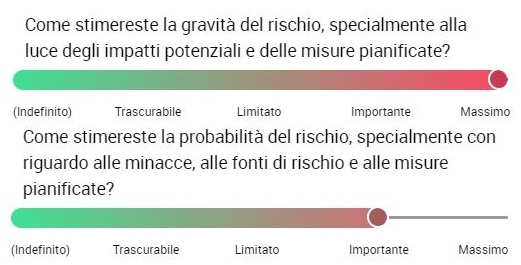 Come stimereste la gravità del rischio, specialmente alla
luce degli impatti potenziali e delle misure pianificate?
(Indefinito) Trascurabile Limitato Importante Massimo
Come stimereste la probabilità del rischio, specialmente con
riguardo alle minacce, alle fonti di rischio e alle misure
pianificate?
(Indefinito) Trascurabile Limitato Importante Massimo